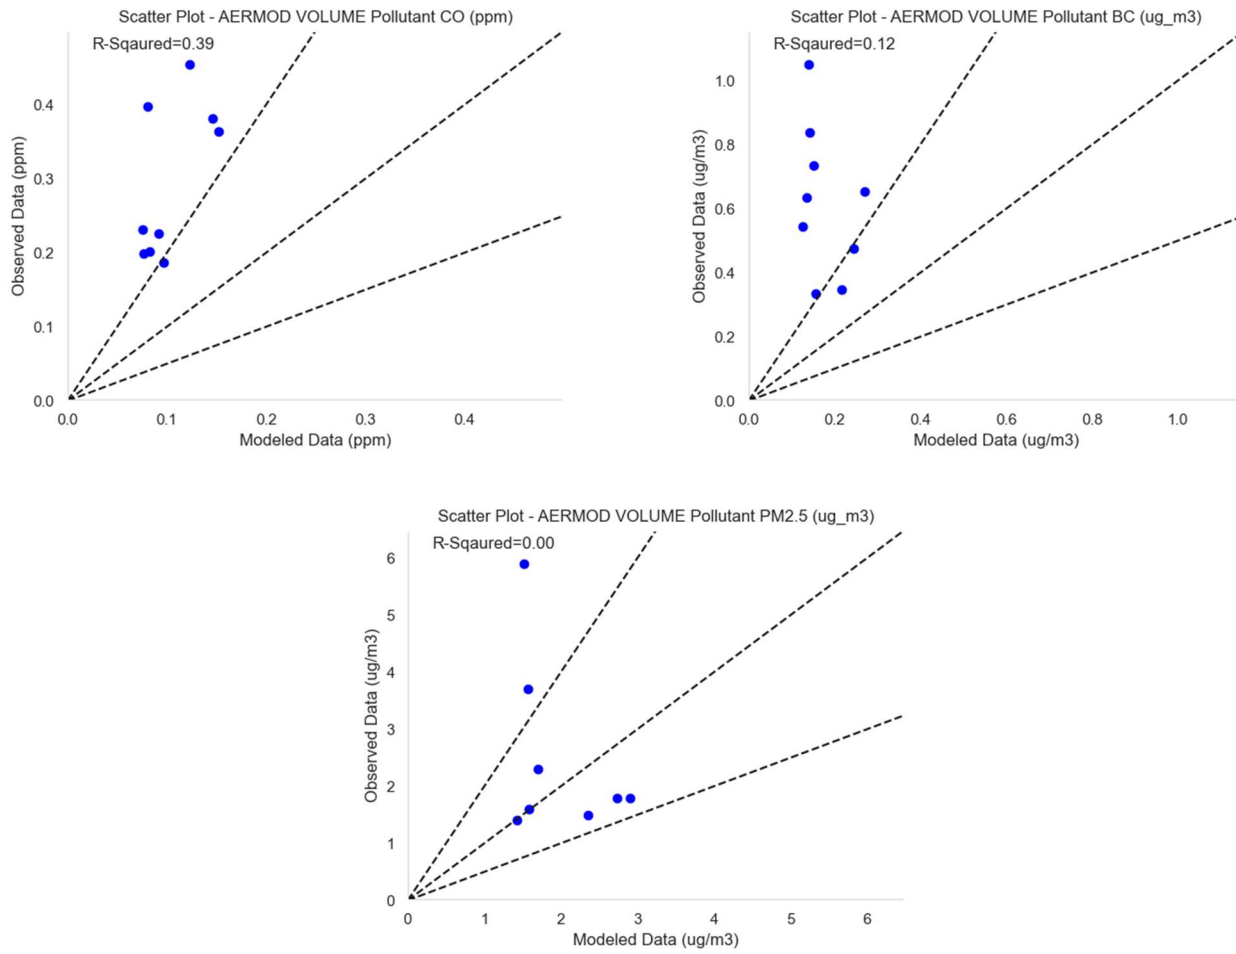 Scatter Plot - AERMOD VOLUME Pollutant CO (ppm)
R-Sqaured=0.39
Observed Data (ppm)
0.4
0.3
0.2
0.1
0.0
0.0 0.1 0.2 0.3 0.4
Modeled Data (ppm)
Scatter Plot - AERMOD VOLUME Pollutant BC (ug_m3)
R-Sqaured=0.12
Observed Data (ug/m3)
1.0
0.8
0.6
0.4
0.2
0.0
0.0 0.2 0.4 0.6 0.8 1.0
Modeled Data (ug/m3)
Scatter Plot - AERMOD VOLUME Pollutant PM2.5 (ug_m3)
R-Sqaured=0.00
Observed Data (ug/m3)
6
5
4
3
2
1
0
0 1 2 3 4 5 6
Modeled Data (ug/m3)